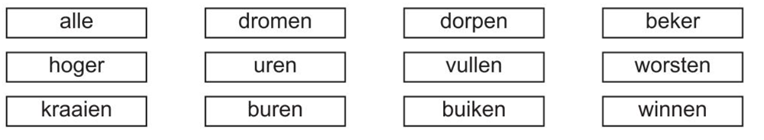 alle dromen dorpen beker
hoger uren vullen worsten
kraaien buren buiken winnen